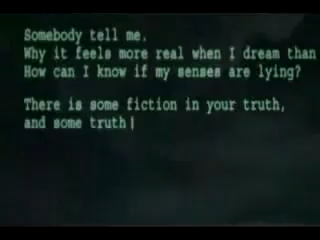 Somebody tell me.
Why it feels more real when I dream than
How can I know if my senses are lying?
There is some fiction in your truth,
and some truth